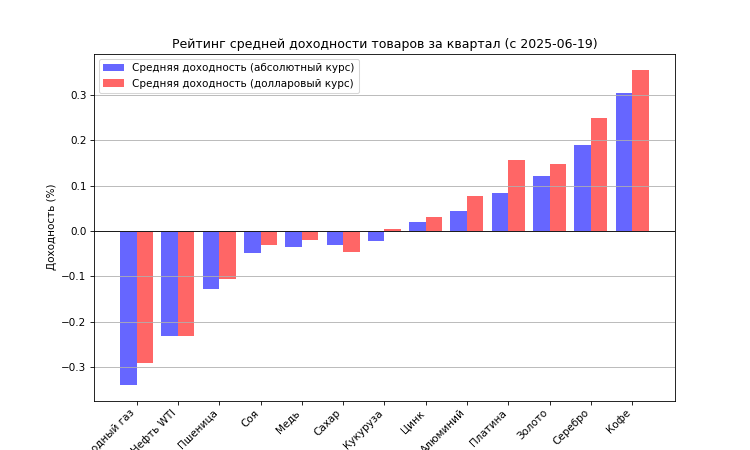 Рейтинг средней доходности товаров за квартал (с 2025-06-19)
Средняя доходность (абсолютный курс)
Средняя доходность (долларовый курс)
Доходность (%)
0.3
0.2
0.1
0.0
−0.1
−0.2
−0.3
газ
Нефть WTI
Пшеница
Соя
Медь
Сахар
Кукуруза
Цинк
Алюминий
Платина
Золото
Серебро
Кофе